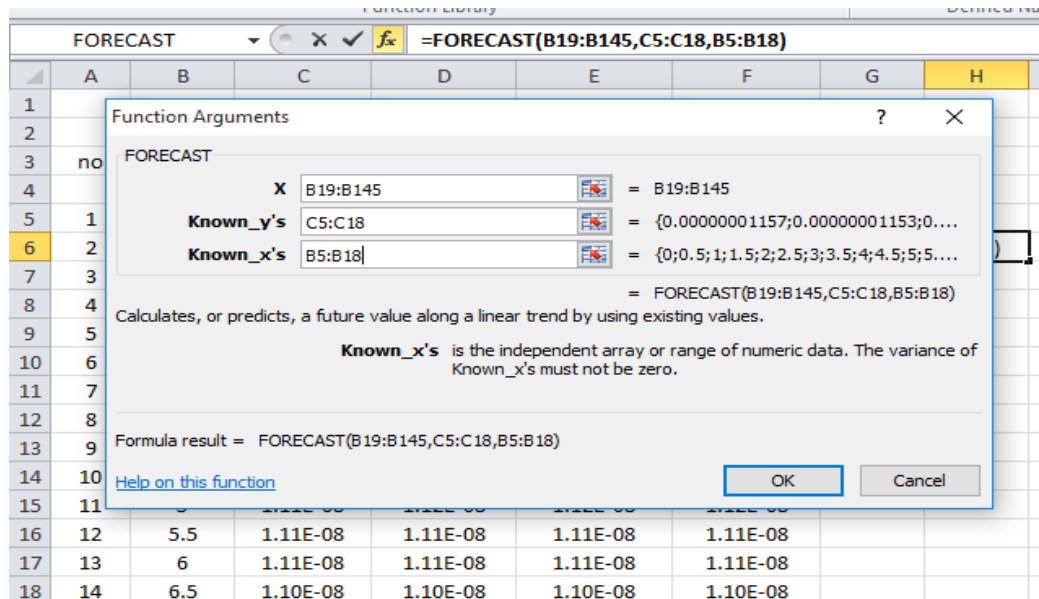 Function Library Defined Na
FORECAST fx =FORECAST(B19:B145,C5:C18,B5:B18)
A B C D E F G H
1
2
3 no
4
5 1
6 2 )
7 3
8 4
9 5
10 6
11 7
12 8
13 9
14 10
15 11
Function Arguments ? X
FORECAST
X B19:B145 = B19:B145
Known_y's C5:C18 = {0.00000001157;0.00000001153;0....
Known_x's B5:B18 = {0;0.5;1;1.5;2;2.5;3;3.5;4;4.5;5;5....
= FORECAST(B19:B145,C5:C18,B5:B18)
Calculates, or predicts, a future value along a linear trend by using existing values.
Known_x's is the independent array or range of numeric data. The variance of
Known_x's must not be zero.
Formula result = FORECAST(B19:B145,C5:C18,B5:B18)
Help on this function OK Cancel
16 12 5.5 1.11E-08 1.11E-08 1.11E-08 1.11E-08
17 13 6 1.11E-08 1.11E-08 1.11E-08 1.11E-08
18 14 6.5 1.10E-08 1.10E-08 1.10E-08 1.10E-08